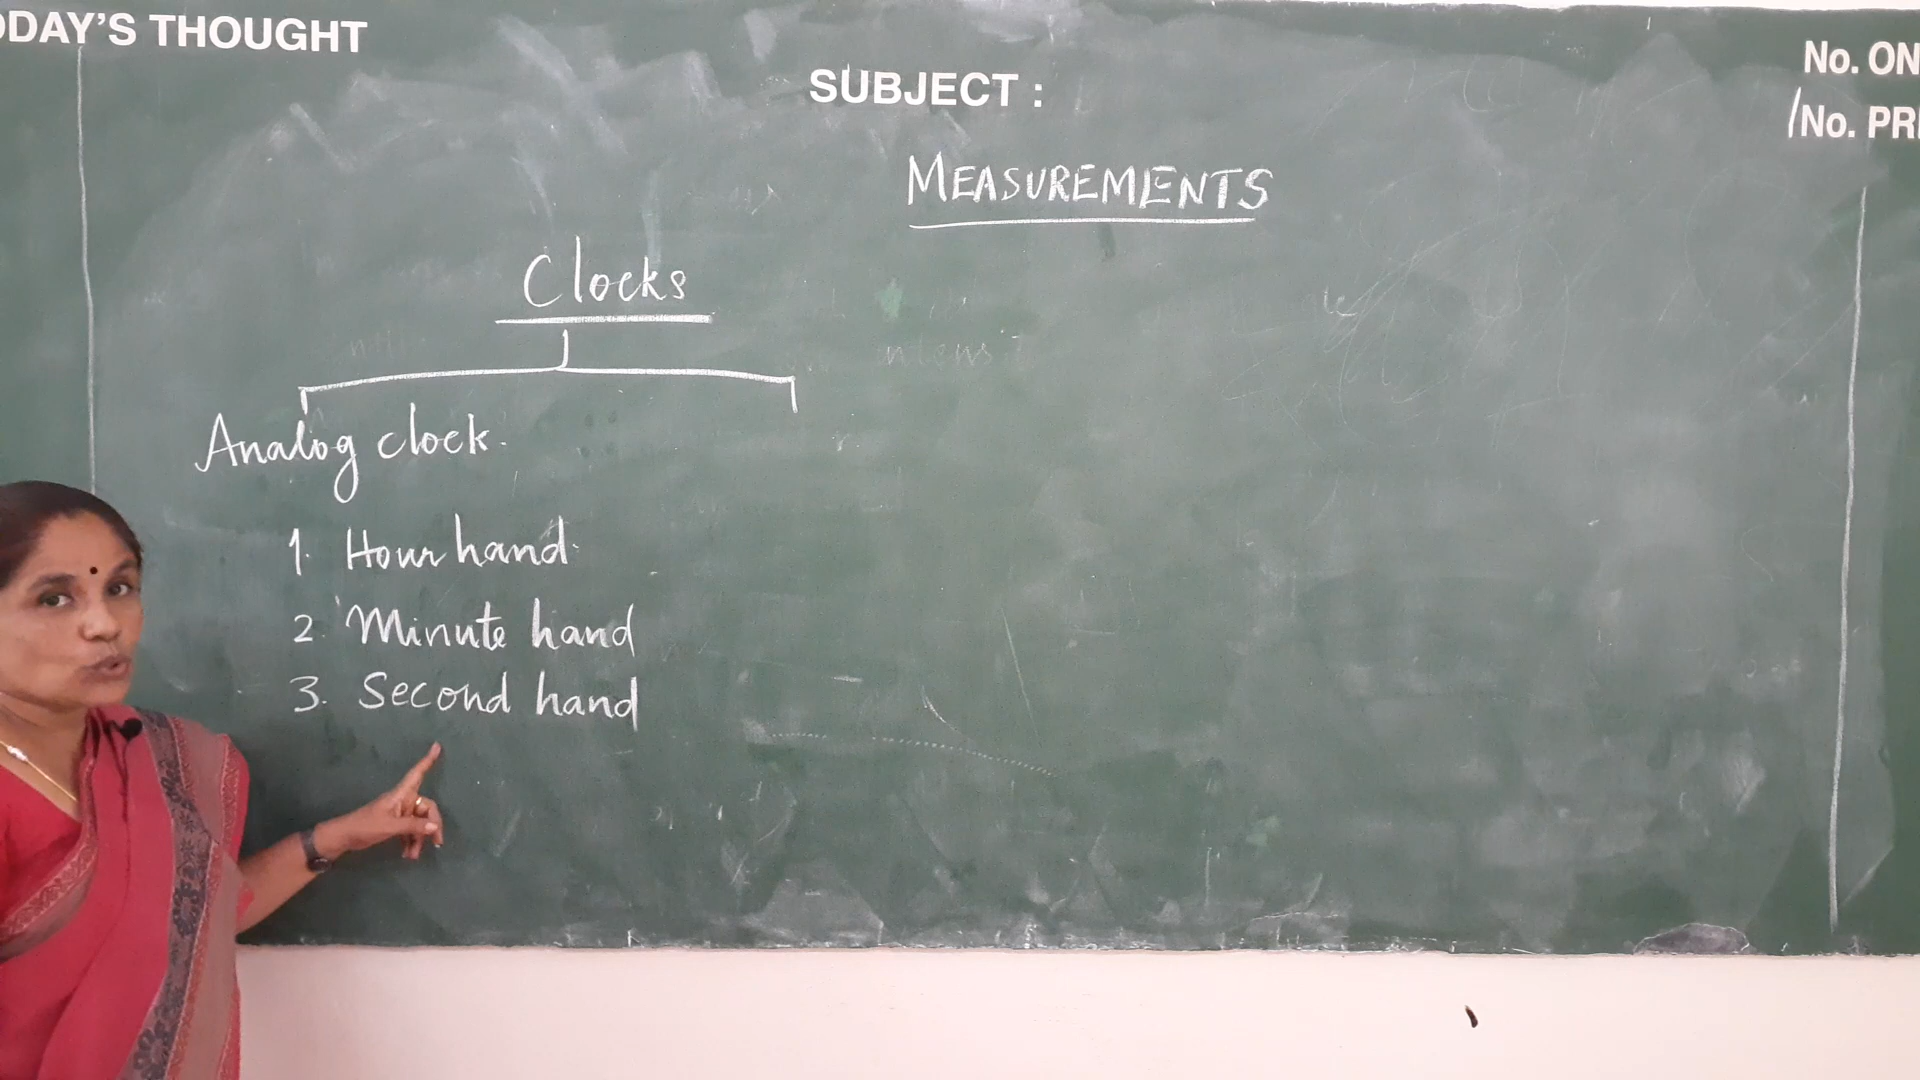 ODAY'S THOUGHT
SUBJECT :
No. ON
No. PR
MEASUREMENTS
Clocks
Analog clock.
1. Hour hand.
2. Minute hand
3. Second hand